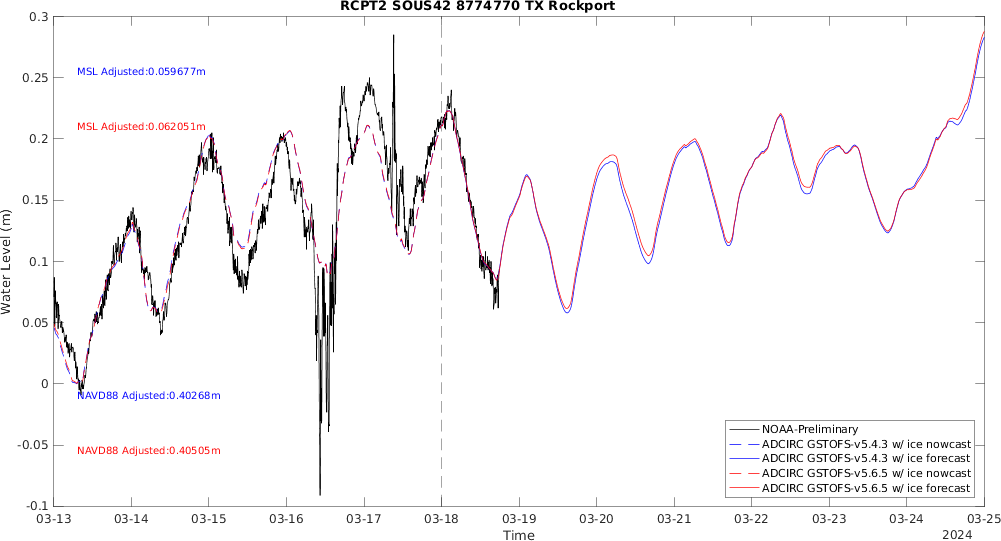 RCPT2 SOUS42 8774770 TX Rockport
0.3
0.25
0.2
0.15
0.1
0.05
0
-0.05
-0.1
Water Level (m)
MSL Adjusted:0.059677m
MSL Adjusted:0.062051m
NAVD88 Adjusted:0.40268m
NAVD88 Adjusted:0.40505m
NOAA-Preliminary
ADCIRC GSTOFS-v5.4.3 w/ ice nowcast
ADCIRC GSTOFS-v5.4.3 w/ ice forecast
ADCIRC GSTOFS-v5.6.5 w/ ice nowcast
ADCIRC GSTOFS-v5.6.5 w/ ice forecast
03-13 03-14 03-15 03-16 03-17 03-18 03-19 03-20 03-21 03-22 03-23 03-24 03-25
Time
2024